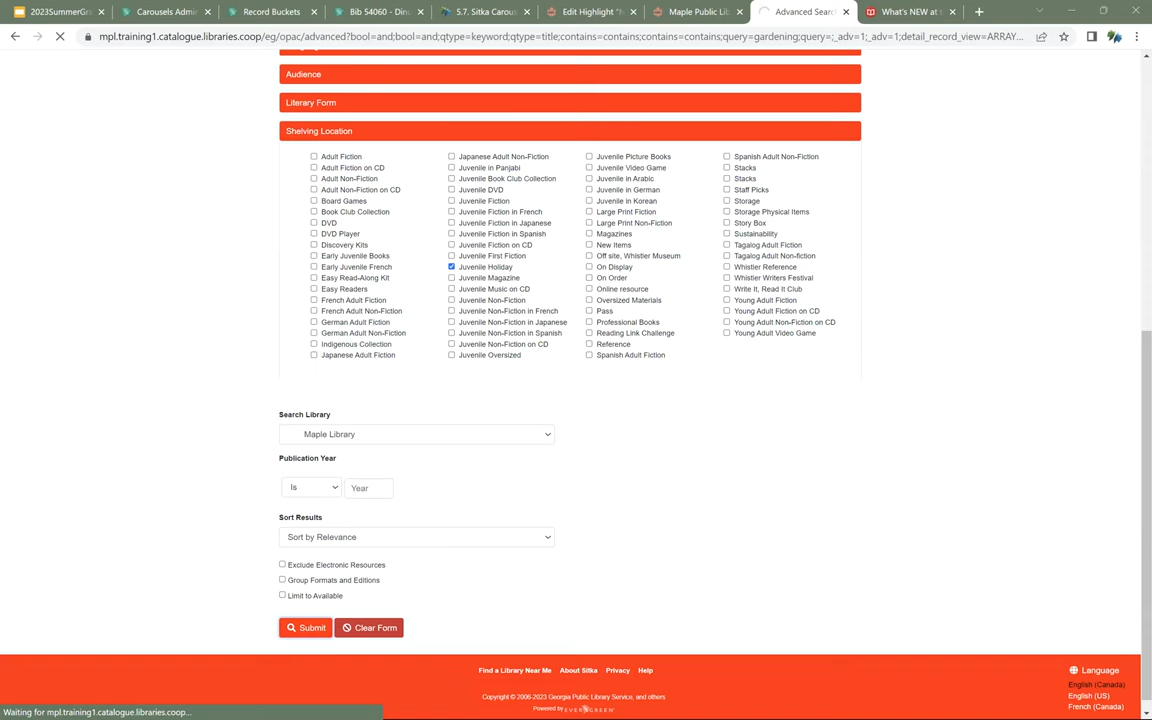 2023SummerGr
Carousels Admi
Record Buckets
Bib 54060 - Din
5.7. Sitka Carou
Edit Highlight "
Maple Public Li
Advanced Searc
What's NEW at
mpl.training1.catalogue.libraries.coop/eg/opac/advanced?bool=and;bool=and;qtype=keyword;qtype=title;contains=contains;contains=contains;query=gardening;query=;_adv=1;_adv=1;detail_record_view=ARRAY...
Audience
Literary Form
Shelving Location
Adult Fiction
Adult Fiction on CD
Adult Non-Fiction
Adult Non-Fiction on CD
Board Games
Book Club Collection
DVD
DVD Player
Discovery Kits
Early Juvenile Books
Early Juvenile French
Easy Read-Along Kit
Easy Readers
French Adult Fiction
French Adult Non-Fiction
German Adult Fiction
German Adult Non-Fiction
Indigenous Collection
Japanese Adult Fiction
Japanese Adult Non-Fiction
Juvenile in Panjabi
Juvenile Book Club Collection
Juvenile DVD
Juvenile Fiction
Juvenile Fiction in French
Juvenile Fiction in Japanese
Juvenile Fiction in Spanish
Juvenile Fiction on CD
Juvenile First Fiction
Juvenile Holiday
Juvenile Magazine
Juvenile Music on CD
Juvenile Non-Fiction
Juvenile Non-Fiction in French
Juvenile Non-Fiction in Japanese
Juvenile Non-Fiction in Spanish
Juvenile Non-Fiction on CD
Juvenile Oversized
Juvenile Picture Books
Juvenile Video Game
Juvenile in Arabic
Juvenile in German
Juvenile in Korean
Large Print Fiction
Large Print Non-Fiction
Magazines
New Items
Off site, Whistler Museum
On Display
On Order
Online resource
Oversized Materials
Pass
Professional Books
Reading Link Challenge
Reference
Spanish Adult Fiction
Spanish Adult Non-Fiction
Stacks
Stacks
Staff Picks
Storage
Storage Physical Items
Story Box
Sustainability
Tagalog Adult Fiction
Tagalog Adult Non-fiction
Whistler Reference
Whistler Writers Festival
Write It, Read It Club
Young Adult Fiction
Young Adult Fiction on CD
Young Adult Non-Fiction on CD
Young Adult Video Game
Search Library
Maple Library
Publication Year
Is
Year
Sort Results
Sort by Relevance
Exclude Electronic Resources
Group Formats and Editions
Limit to Available
Submit
Clear Form
Find a Library Near Me
About Sitka
Privacy
Help
Copyright © 2006-2023 Georgia Public Library Service, and others
Powered by EVERGREEN
Language
English (Canada)
English (US)
French (Canada)
Waiting for mpl.training1.catalogue.libraries.coop...